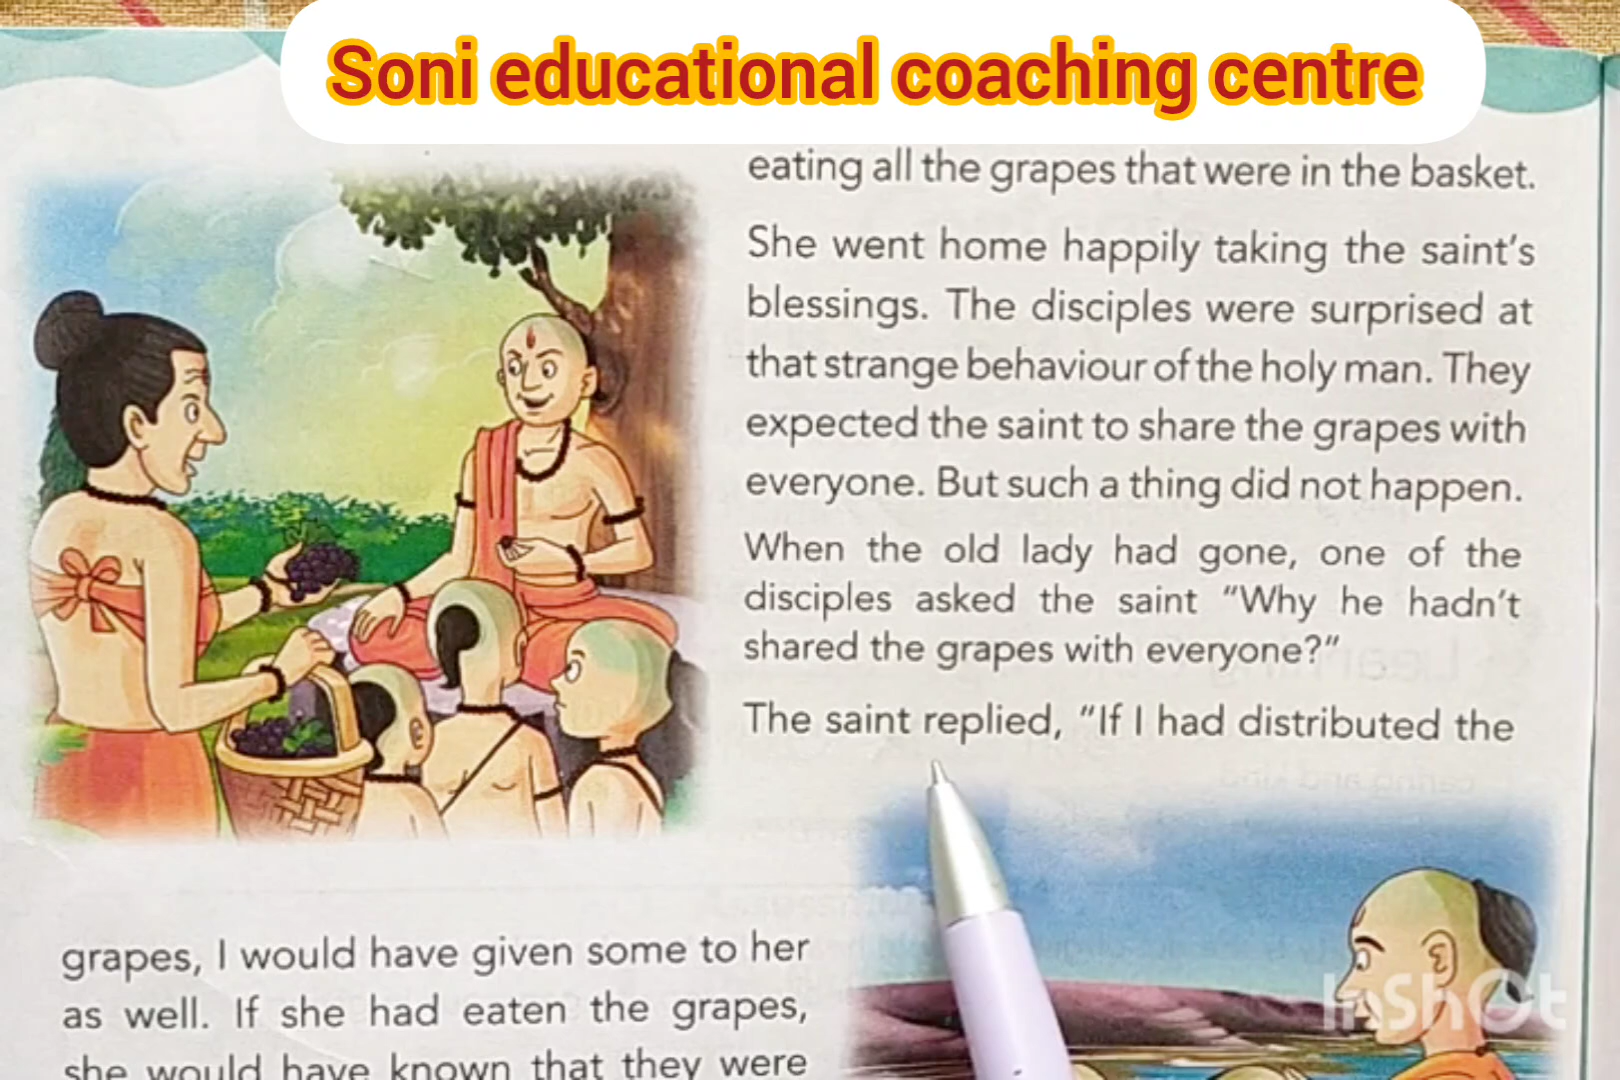 Soni educational coaching centre
eating all the grapes that were in the basket.
She went home happily taking the saint's
blessings. The disciples were surprised at
that strange behaviour of the holy man. They
expected the saint to share the grapes with
everyone. But such a thing did not happen.
When the old lady had gone, one of the
disciples asked the saint "Why he hadn't
shared the grapes with everyone?"
The saint replied, "If I had distributed the
grapes, I would have given some to her
as well. If she had eaten the grapes,
she would have known that they were
InShOt